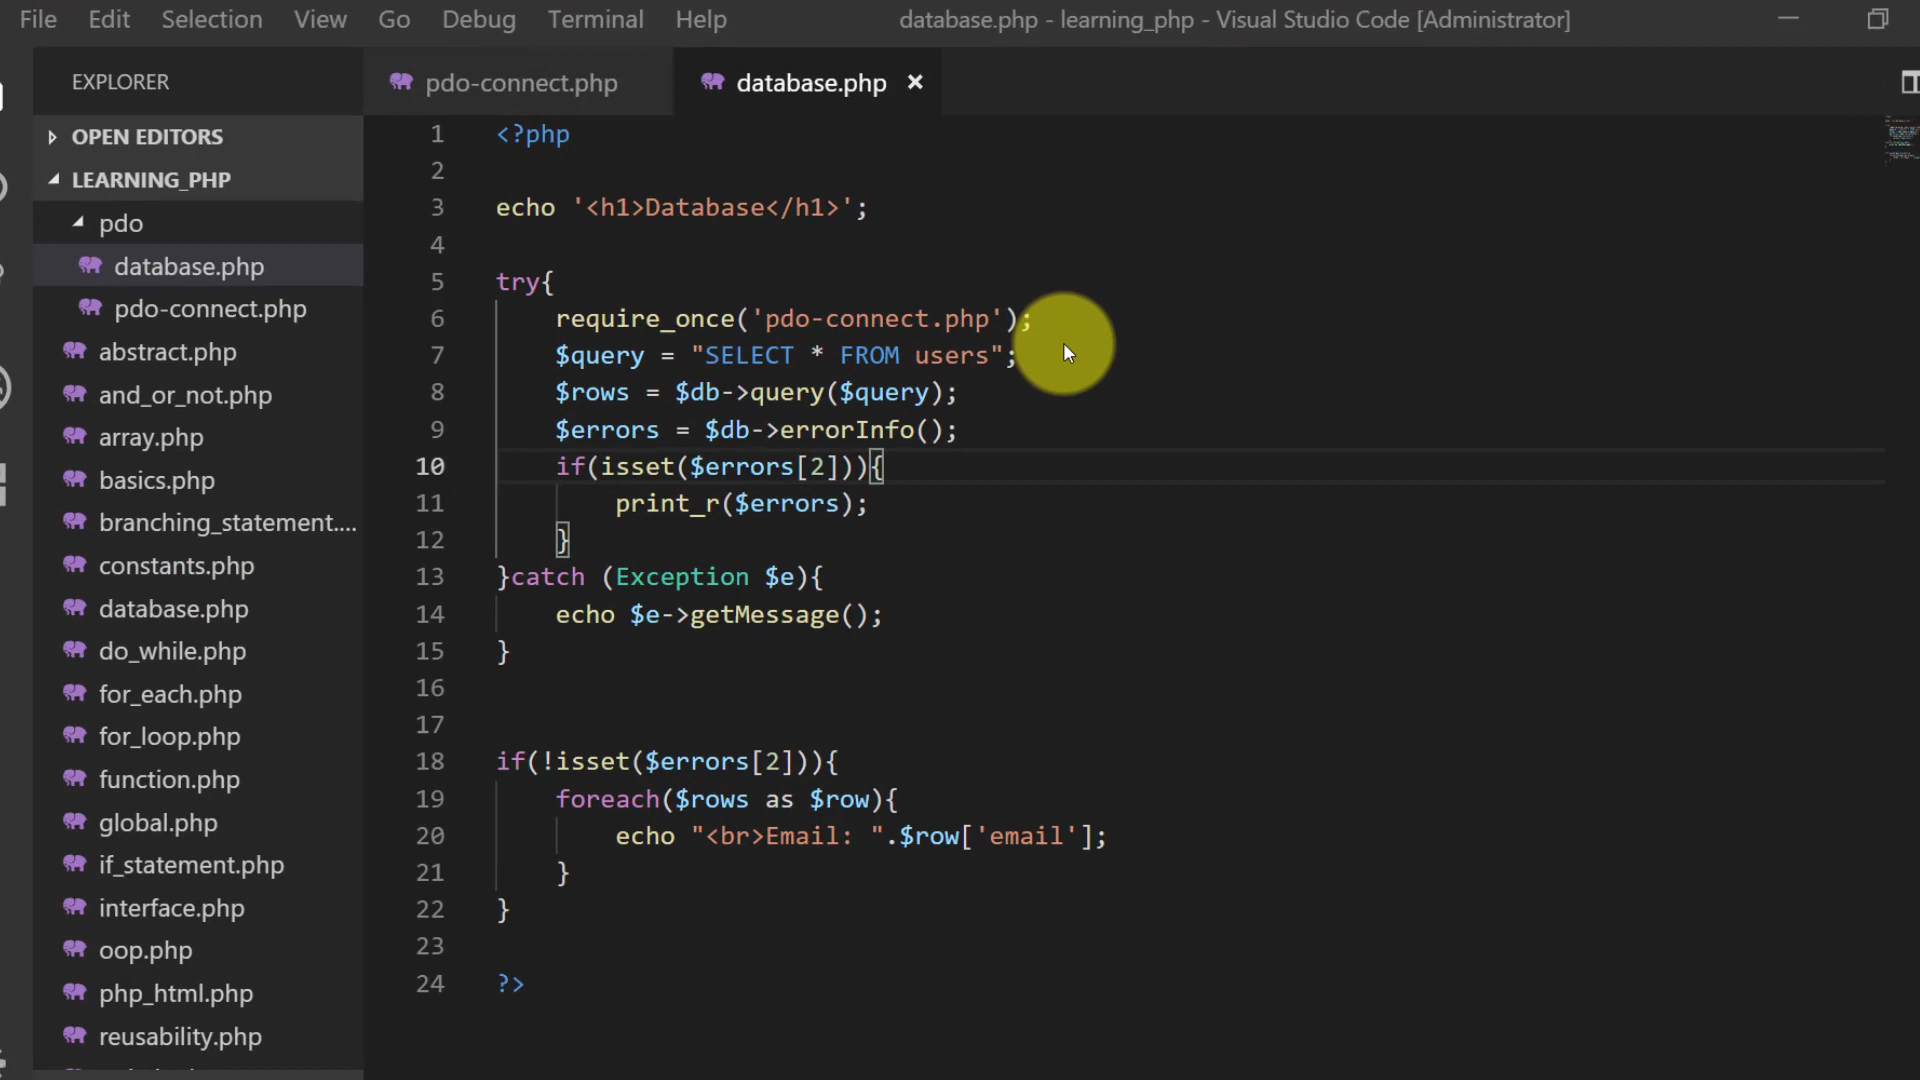 File Edit Selection View Go Debug Terminal Help database.php - learning_php - Visual Studio Code [Administrator]
EXPLORER
pdo-connect.php database.php
OPEN EDITORS
LEARNING_PHP
pdo
database.php
pdo-connect.php
abstract.php
and_or_not.php
array.php
basics.php
branching_statement....
constants.php
database.php
do_while.php
for_each.php
for_loop.php
function.php
global.php
if_statement.php
interface.php
oop.php
php_html.php
reusability.php
1 <?php
2
3 echo '<h1>Database</h1>';
4
5 try{
6 require_once('pdo-connect.php');
7 $query = "SELECT * FROM users";
8 $rows = $db->query($query);
9 $errors = $db->errorInfo();
10 if(isset($errors[2])){
11 print_r($errors);
12 }
13 }catch (Exception $e){
14 echo $e->getMessage();
15 }
16
17
18 if(!isset($errors[2])){
19 foreach($rows as $row){
20 echo "<br>Email: ".$row['email'];
21 }
22 }
23
24 ?>